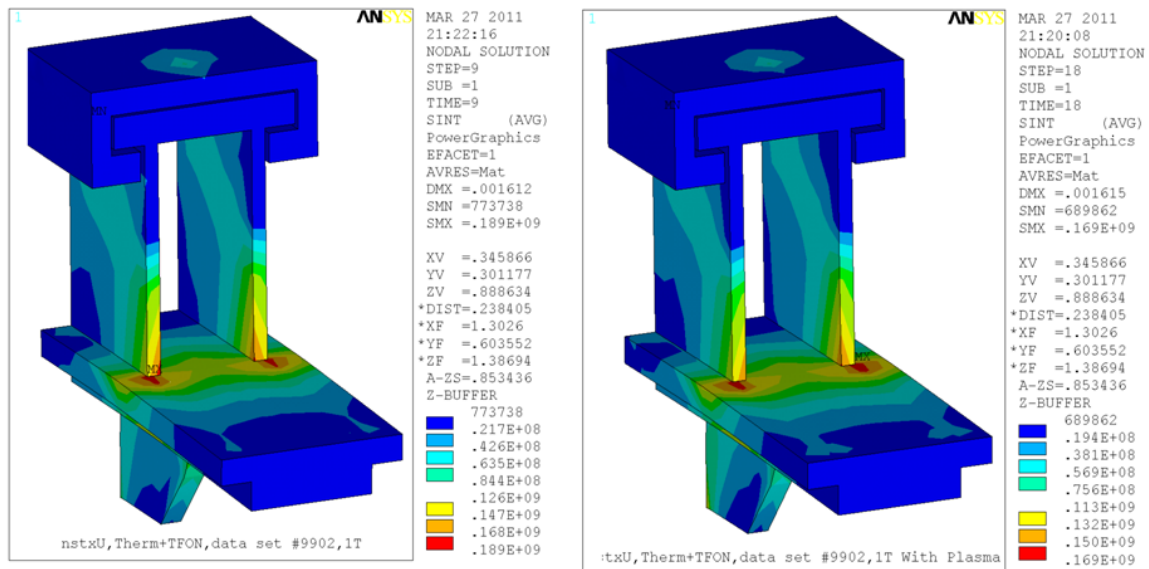 1
ANSYS
MAR 27 2011
21:22:16
NODAL SOLUTION
STEP=9
SUB =1
TIME=9
SINT (AVG)
PowerGraphics
EFACET=1
AVRES=Mat
DMX =.001612
SMN =773738
SMX =.189E+09
XV =.345866
YV =.301177
ZV =.888634
*DIST=.238405
*XF =1.3026
*YF =.603552
*ZF =1.38694
A-ZS=.853436
Z-BUFFER
773738
.217E+08
.426E+08
.635E+08
.844E+08
.126E+09
.147E+09
.168E+09
.189E+09
MN
MX
nstxU,Therm+TFON,data set #9902,1T
1
ANSYS
MAR 27 2011
21:20:08
NODAL SOLUTION
STEP=18
SUB =1
TIME=18
SINT (AVG)
PowerGraphics
EFACET=1
AVRES=Mat
DMX =.001615
SMN =689862
SMX =.169E+09
XV =.345866
YV =.301177
ZV =.888634
*DIST=.238405
*XF =1.3026
*YF =.603552
*ZF =1.38694
A-ZS=.853436
Z-BUFFER
689862
.194E+08
.381E+08
.569E+08
.756E+08
.113E+09
.132E+09
.150E+09
.169E+09
MN
MX
:txU,Therm+TFON,data set #9902,1T With Plasma